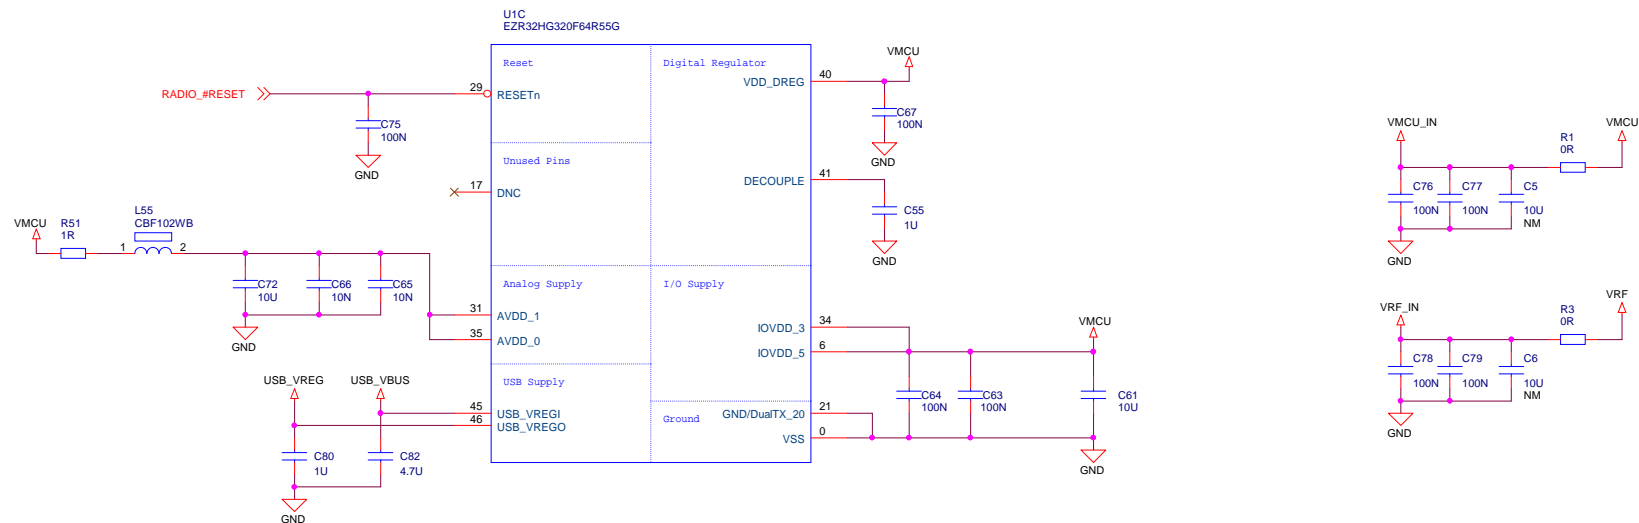 U1C
EZR32HG320F64R55G
Reset
Digital Regulator
RADIO_#RESET
29
RESETn
C75
100N
GND
VDD_DREG
40
VMCU
C67
100N
GND
Unused Pins
17
DNC
DECOUPLE
41
C55
1U
GND
VMCU
R51
1R
L55
CBF102WB
1
2
C72
10U
C66
10N
C65
10N
GND
Analog Supply
31
AVDD_1
35
AVDD_0
I/O Supply
IOVDD_3
34
IOVDD_5
6
VMCU
C64
100N
C63
100N
C61
10U
GND
USB_VREG
USB_VBUS
USB Supply
45
USB_VREGI
46
USB_VREGO
C80
1U
C82
4.7U
GND
Ground
GND/DualTX_20
21
VSS
0
VMCU_IN
R1
0R
VMCU
C76
100N
C77
100N
C5
10U
NM
GND
VRF_IN
R3
0R
VRF
C78
100N
C79
100N
C6
10U
NM
GND